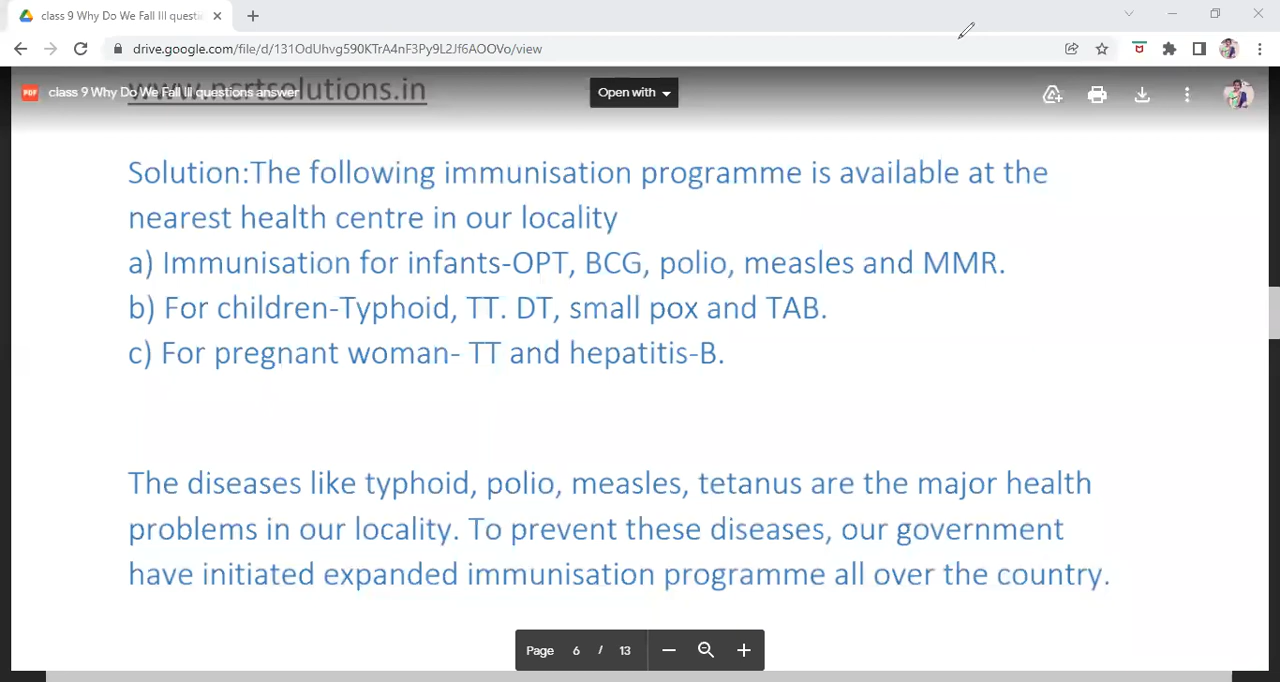 class 9 Why Do We Fall Ill questi
drive.google.com/file/d/131OdUhvg590KTrA4nF3Py9L2Jf6AOOVo/view
www.partsolutions.in
class 9 Why Do We Fall Ill questions answer
Open with
Solution:The following immunisation programme is available at the
nearest health centre in our locality
a) Immunisation for infants-OPT, BCG, polio, measles and MMR.
b) For children-Typhoid, TT. DT, small pox and TAB.
c) For pregnant woman- TT and hepatitis-B.
The diseases like typhoid, polio, measles, tetanus are the major health
problems in our locality. To prevent these diseases, our government
have initiated expanded immunisation programme all over the country.
Page 6 / 13